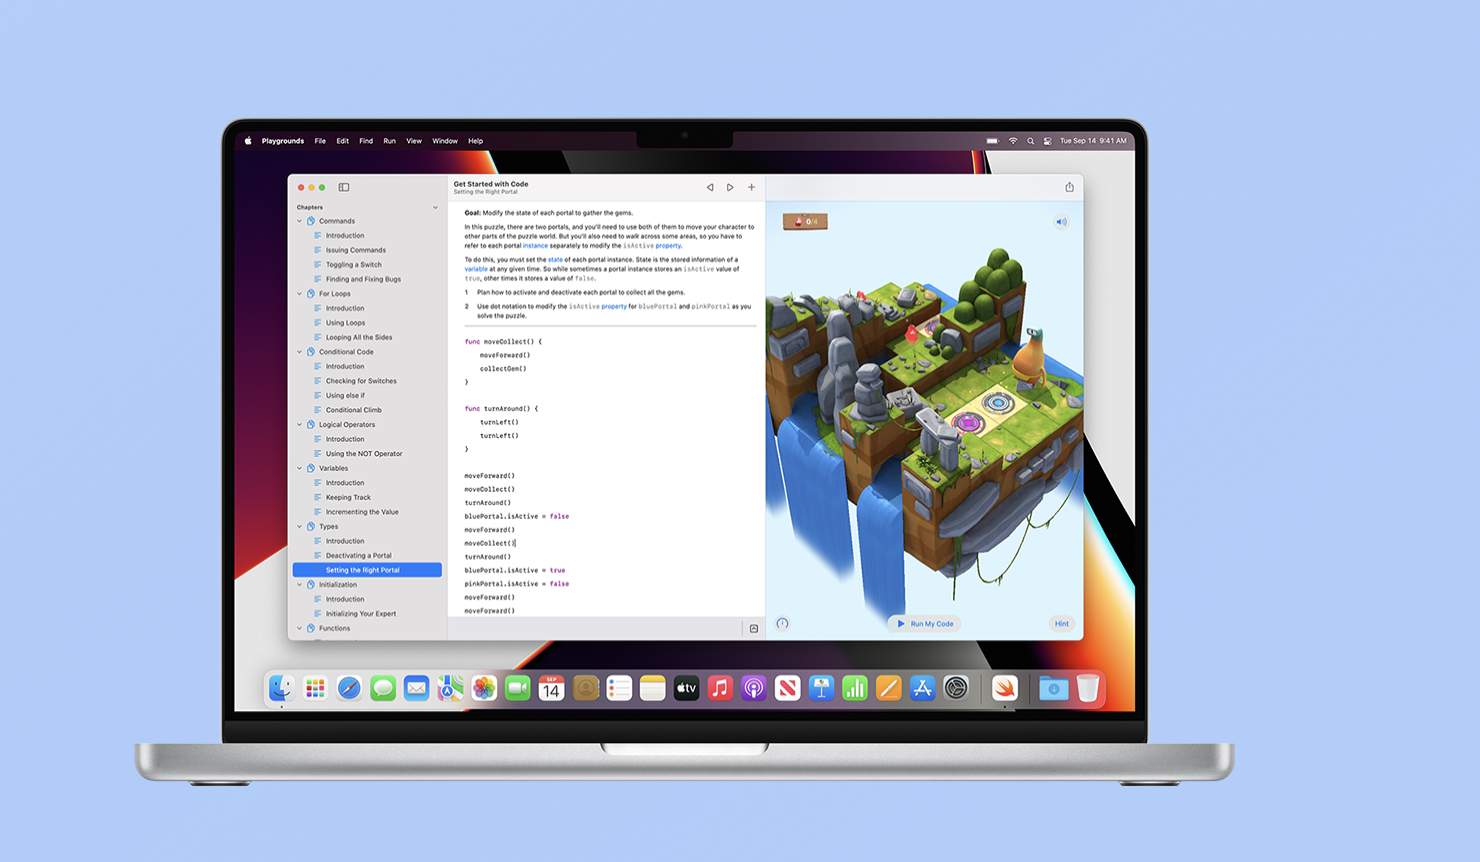 Playgrounds File Edit Find Run View Window Help
Tue Sep 14 9:41 AM
Chapters
Commands
Introduction
Issuing Commands
Toggling a Switch
Finding and Fixing Bugs
For Loops
Introduction
Using Loops
Looping All the Sides
Conditional Code
Introduction
Checking for Switches
Using else if
Conditional Climb
Logical Operators
Introduction
Using the NOT Operator
Variables
Introduction
Keeping Track
Incrementing the Value
Types
Introduction
Deactivating a Portal
Setting the Right Portal
Initialization
Introduction
Initializing Your Expert
Functions
Get Started with Code
Setting the Right Portal
Goal: Modify the state of each portal to gather the gems.
In this puzzle, there are two portals, and you'll need to use both of them to move your character to
other parts of the puzzle world. But you'll also need to walk across some areas, so you have to
refer to each portal instance separately to modify the isActive property.
To do this, you must set the state of each portal instance. State is the stored information of a
variable at any given time. So while sometimes a portal instance stores an isActive value of
true, other times it stores a value of false.
1 Plan how to activate and deactivate each portal to collect all the gems.
2 Use dot notation to modify the isActive property for bluePortal and pinkPortal as you
solve the puzzle.
func moveCollect() {
moveForward()
collectGem()
}
func turnAround() {
turnLeft()
turnLeft()
}
moveForward()
moveCollect()
turnAround()
bluePortal.isActive = false
moveForward()
moveCollect()
turnAround()
bluePortal.isActive = true
pinkPortal.isActive = false
moveForward()
moveForward()
0/4
Run My Code
Hint
SEP
14
tv